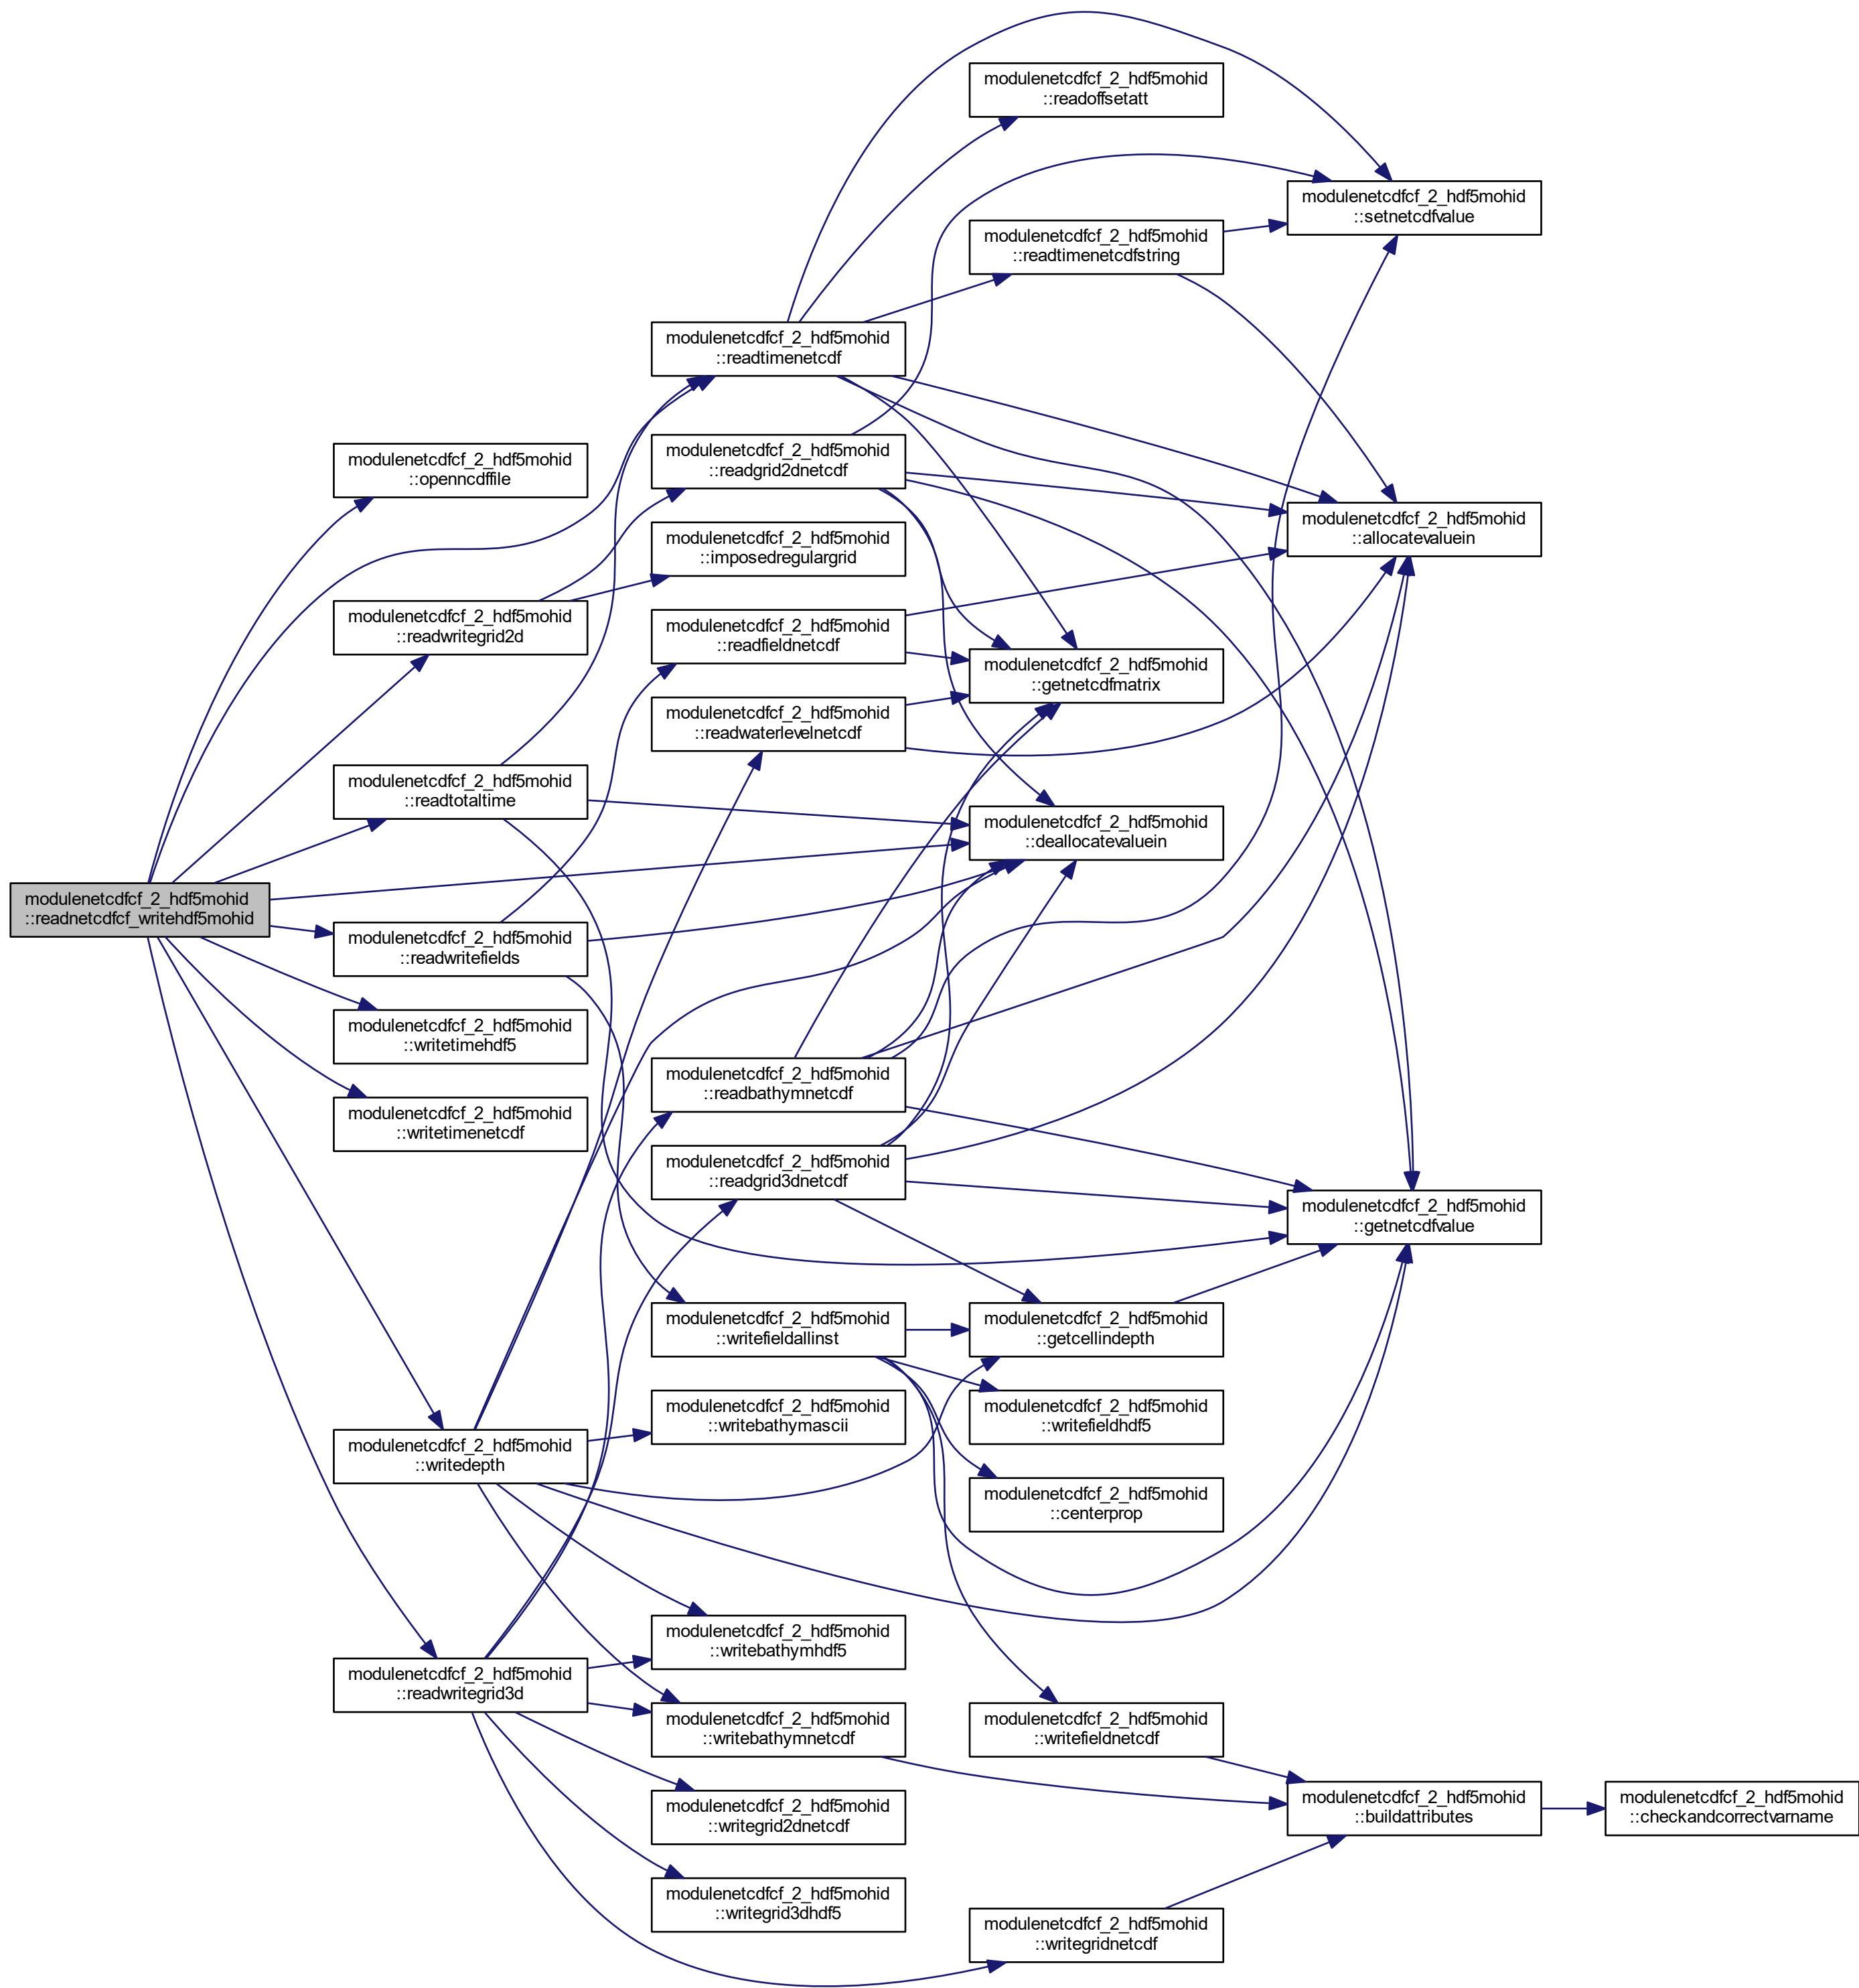 modulenetcdfcf_2_hdf5mohid
::readnetcdfcf_writehdf5mohid
modulenetcdfcf_2_hdf5mohid
::openncdffile
modulenetcdfcf_2_hdf5mohid
::readwritegrid2d
modulenetcdfcf_2_hdf5mohid
::readtotaltime
modulenetcdfcf_2_hdf5mohid
::readwritefields
modulenetcdfcf_2_hdf5mohid
::writetimehdf5
modulenetcdfcf_2_hdf5mohid
::writetimenetcdf
modulenetcdfcf_2_hdf5mohid
::writedepth
modulenetcdfcf_2_hdf5mohid
::readwritegrid3d
modulenetcdfcf_2_hdf5mohid
::readtimenetcdf
modulenetcdfcf_2_hdf5mohid
::readgrid2dnetcdf
modulenetcdfcf_2_hdf5mohid
::imposedregulargrid
modulenetcdfcf_2_hdf5mohid
::readfieldnetcdf
modulenetcdfcf_2_hdf5mohid
::readwaterlevelnetcdf
modulenetcdfcf_2_hdf5mohid
::readbathymnetcdf
modulenetcdfcf_2_hdf5mohid
::readgrid3dnetcdf
modulenetcdfcf_2_hdf5mohid
::writefieldallinst
modulenetcdfcf_2_hdf5mohid
::writebathymascii
modulenetcdfcf_2_hdf5mohid
::writebathymhdf5
modulenetcdfcf_2_hdf5mohid
::writebathymnetcdf
modulenetcdfcf_2_hdf5mohid
::writegrid2dnetcdf
modulenetcdfcf_2_hdf5mohid
::writegrid3dhdf5
modulenetcdfcf_2_hdf5mohid
::readoffsetatt
modulenetcdfcf_2_hdf5mohid
::readtimenetcdfstring
modulenetcdfcf_2_hdf5mohid
::getnetcdfmatrix
modulenetcdfcf_2_hdf5mohid
::deallocatevaluein
modulenetcdfcf_2_hdf5mohid
::getcellindepth
modulenetcdfcf_2_hdf5mohid
::writefieldhdf5
modulenetcdfcf_2_hdf5mohid
::centerprop
modulenetcdfcf_2_hdf5mohid
::writefieldnetcdf
modulenetcdfcf_2_hdf5mohid
::writegridnetcdf
modulenetcdfcf_2_hdf5mohid
::setnetcdfvalue
modulenetcdfcf_2_hdf5mohid
::allocatevaluein
modulenetcdfcf_2_hdf5mohid
::getnetcdfvalue
modulenetcdfcf_2_hdf5mohid
::buildattributes
modulenetcdfcf_2_hdf5mohid
::checkandcorrectvarname